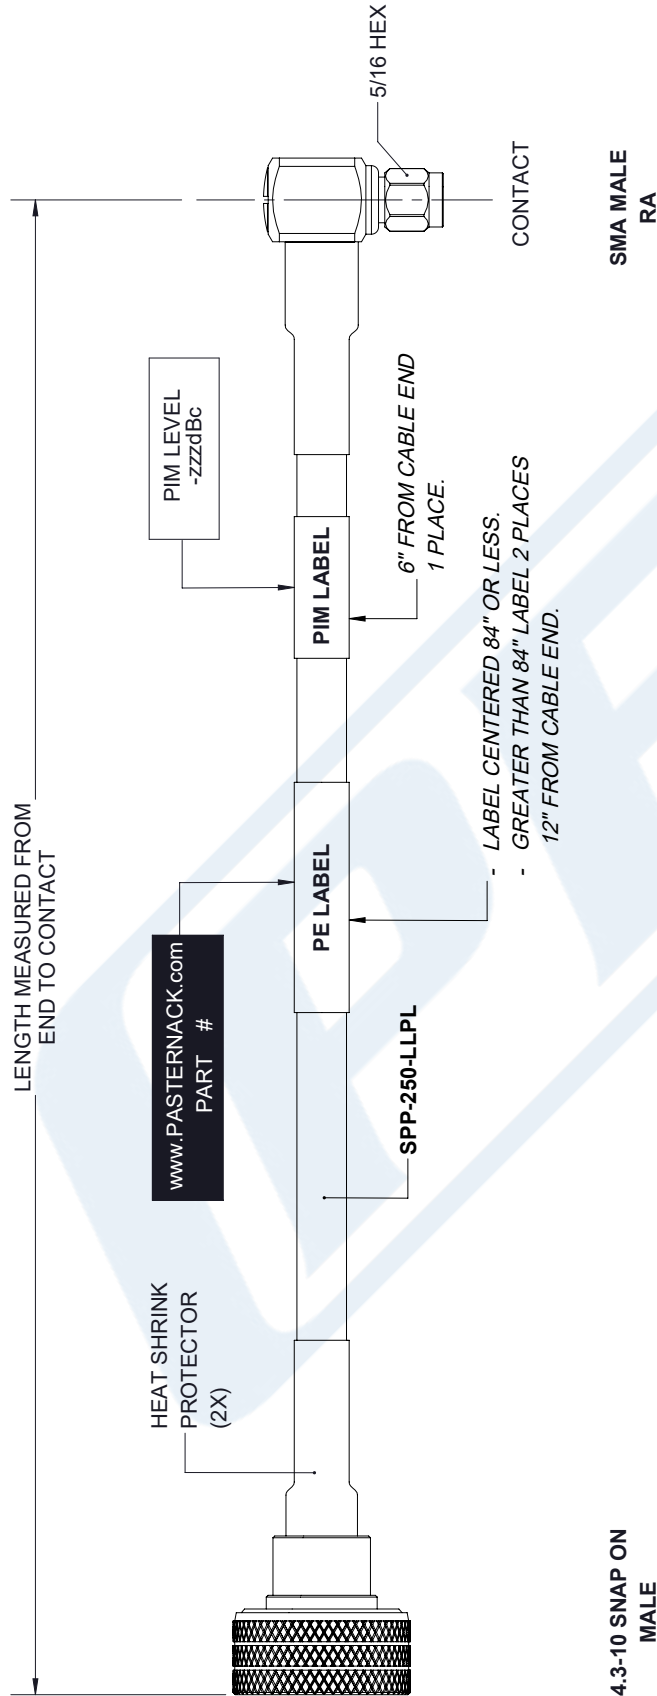 LENGTH MEASURED FROM
END TO CONTACT
HEAT SHRINK
PROTECTOR
(2X)
www.PASTERNACK.com
PART #
PIM LEVEL
-zzzdBc
PE LABEL
PIM LABEL
5/16 HEX
SPP-250-LLPL
6" FROM CABLE END
1 PLACE.
- LABEL CENTERED 84" OR LESS.
- GREATER THAN 84" LABEL 2 PLACES
12" FROM CABLE END.
CONTACT
4.3-10 SNAP ON
MALE
SMA MALE
RA